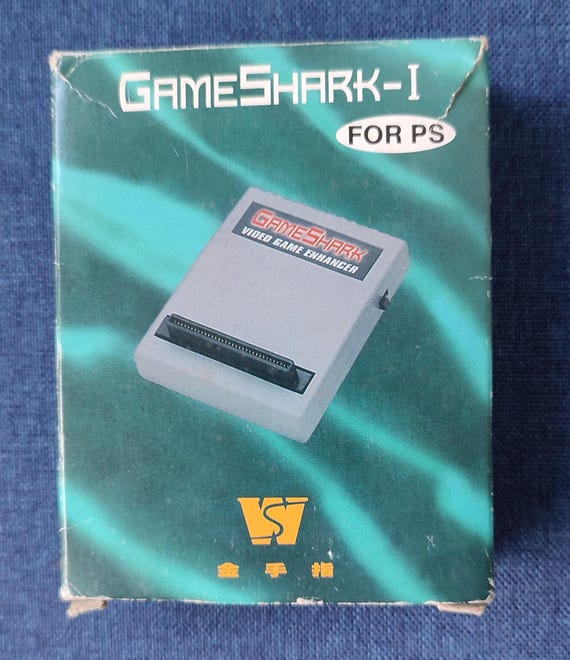 GAMESHARK-I
FOR PS
GAMESHARK
VIDEO GAME ENHANCER
金手指